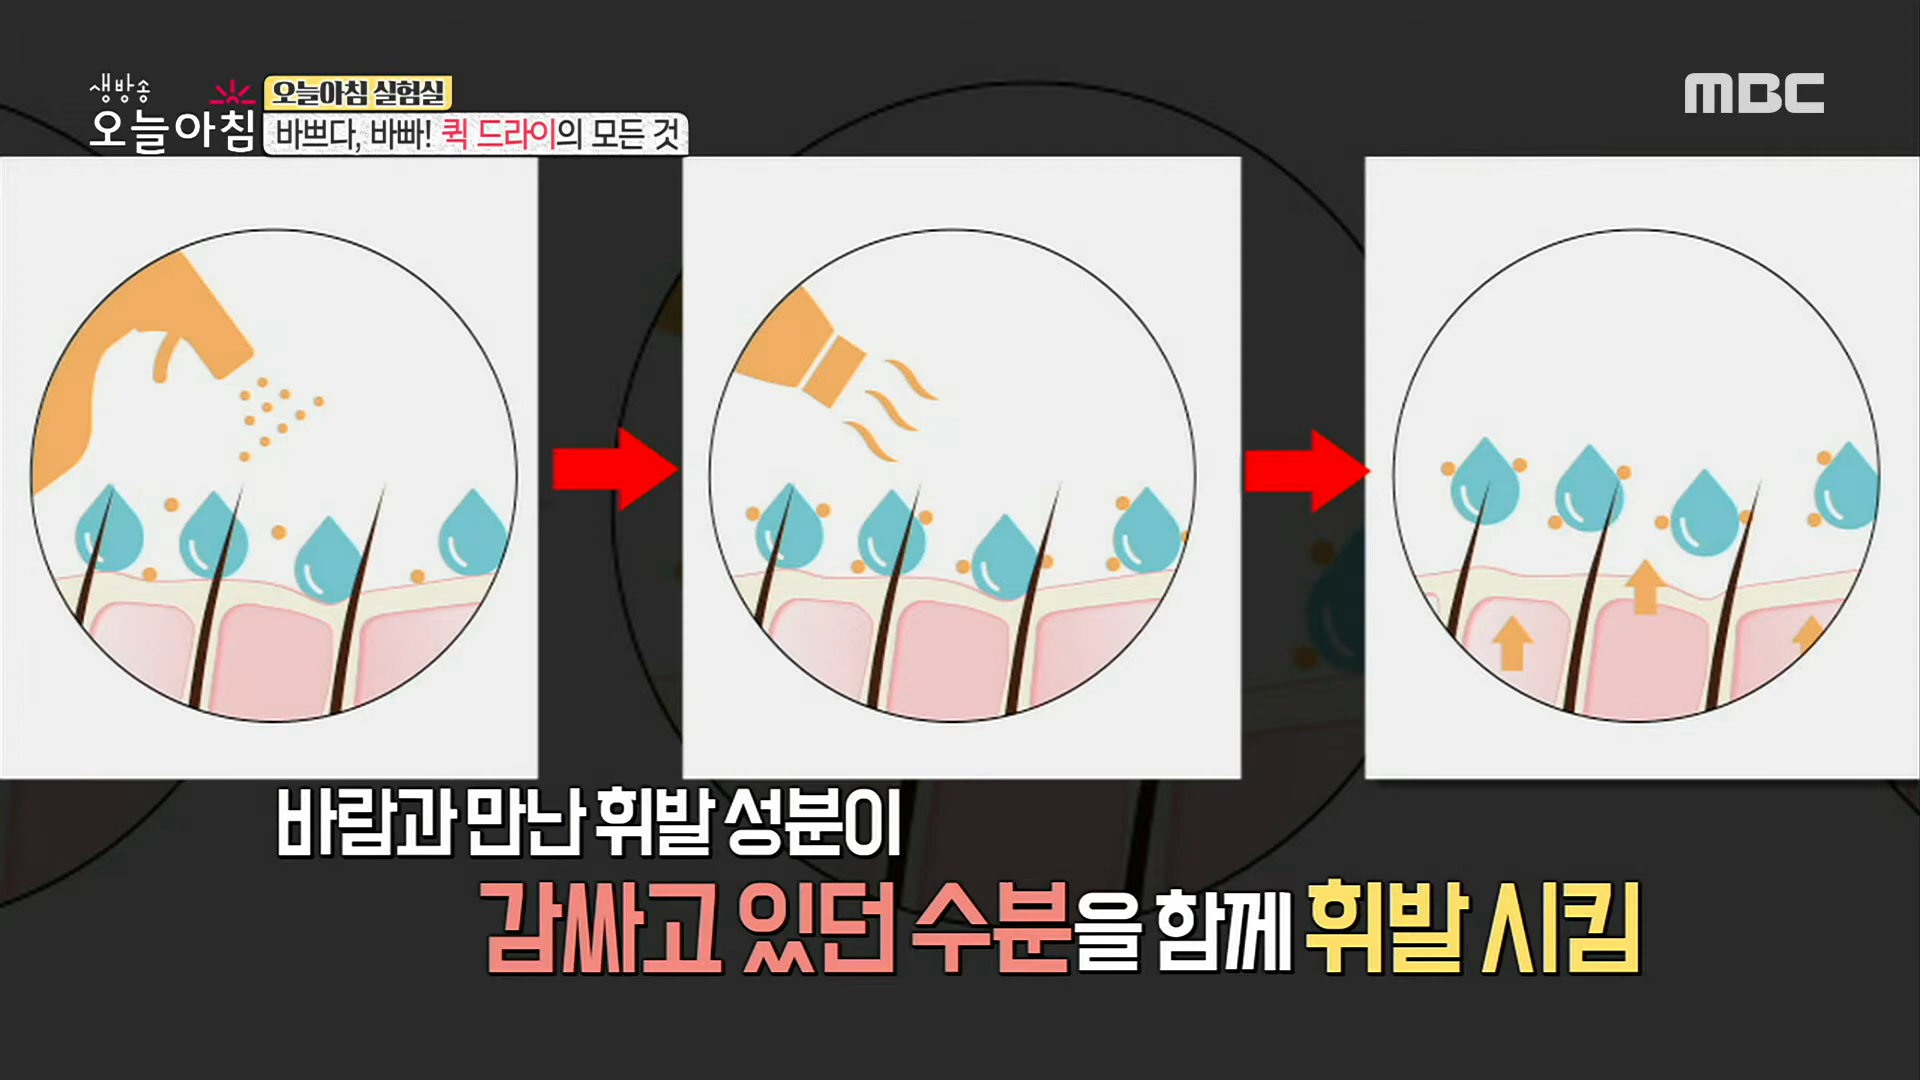 생방송
오늘아침
오늘아침 실험실
바쁘다, 바빠! 퀵 드라이의 모든 것
MBC
바람과 만난 휘발 성분이
감싸고 있던 수분을 함께 휘발 시킴